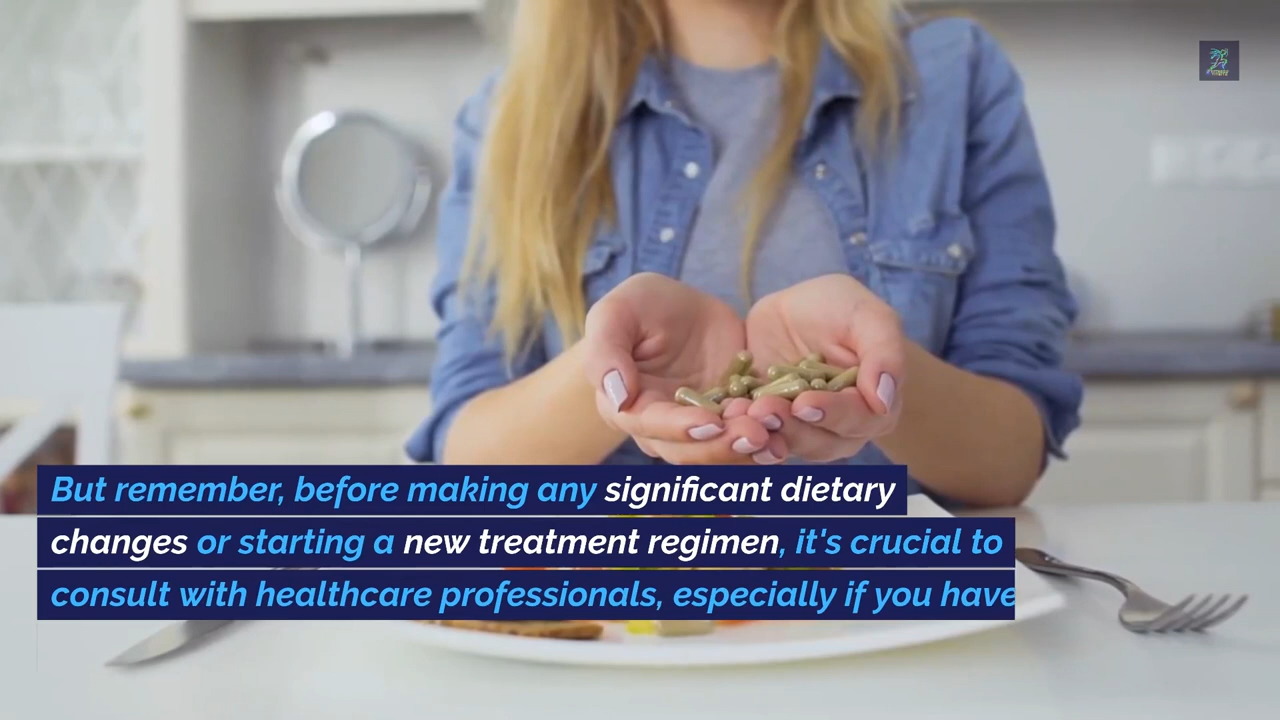 But remember, before making any significant dietary
changes or starting a new treatment regimen, it's crucial to
consult with healthcare professionals, especially if you have